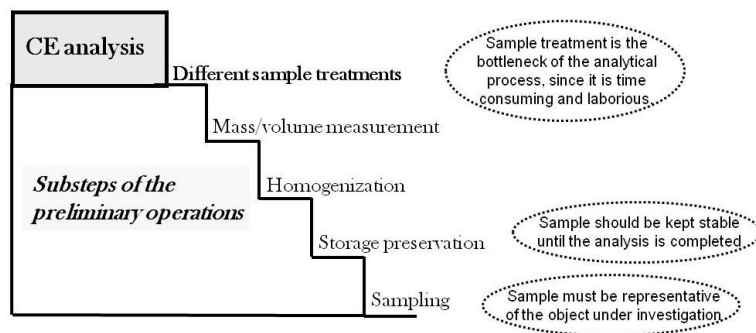 CE analysis
Different sample treatments
Sample treatment is the
bottleneck of the analytical
process, since it is time
consuming and laborious
Mass/volume measurement
Substeps of the
preliminary operations
Homogenization
Storage preservation
Sample should be kept stable
until the analysis is completed
Sampling
Sample must be representative
of the object under investigation